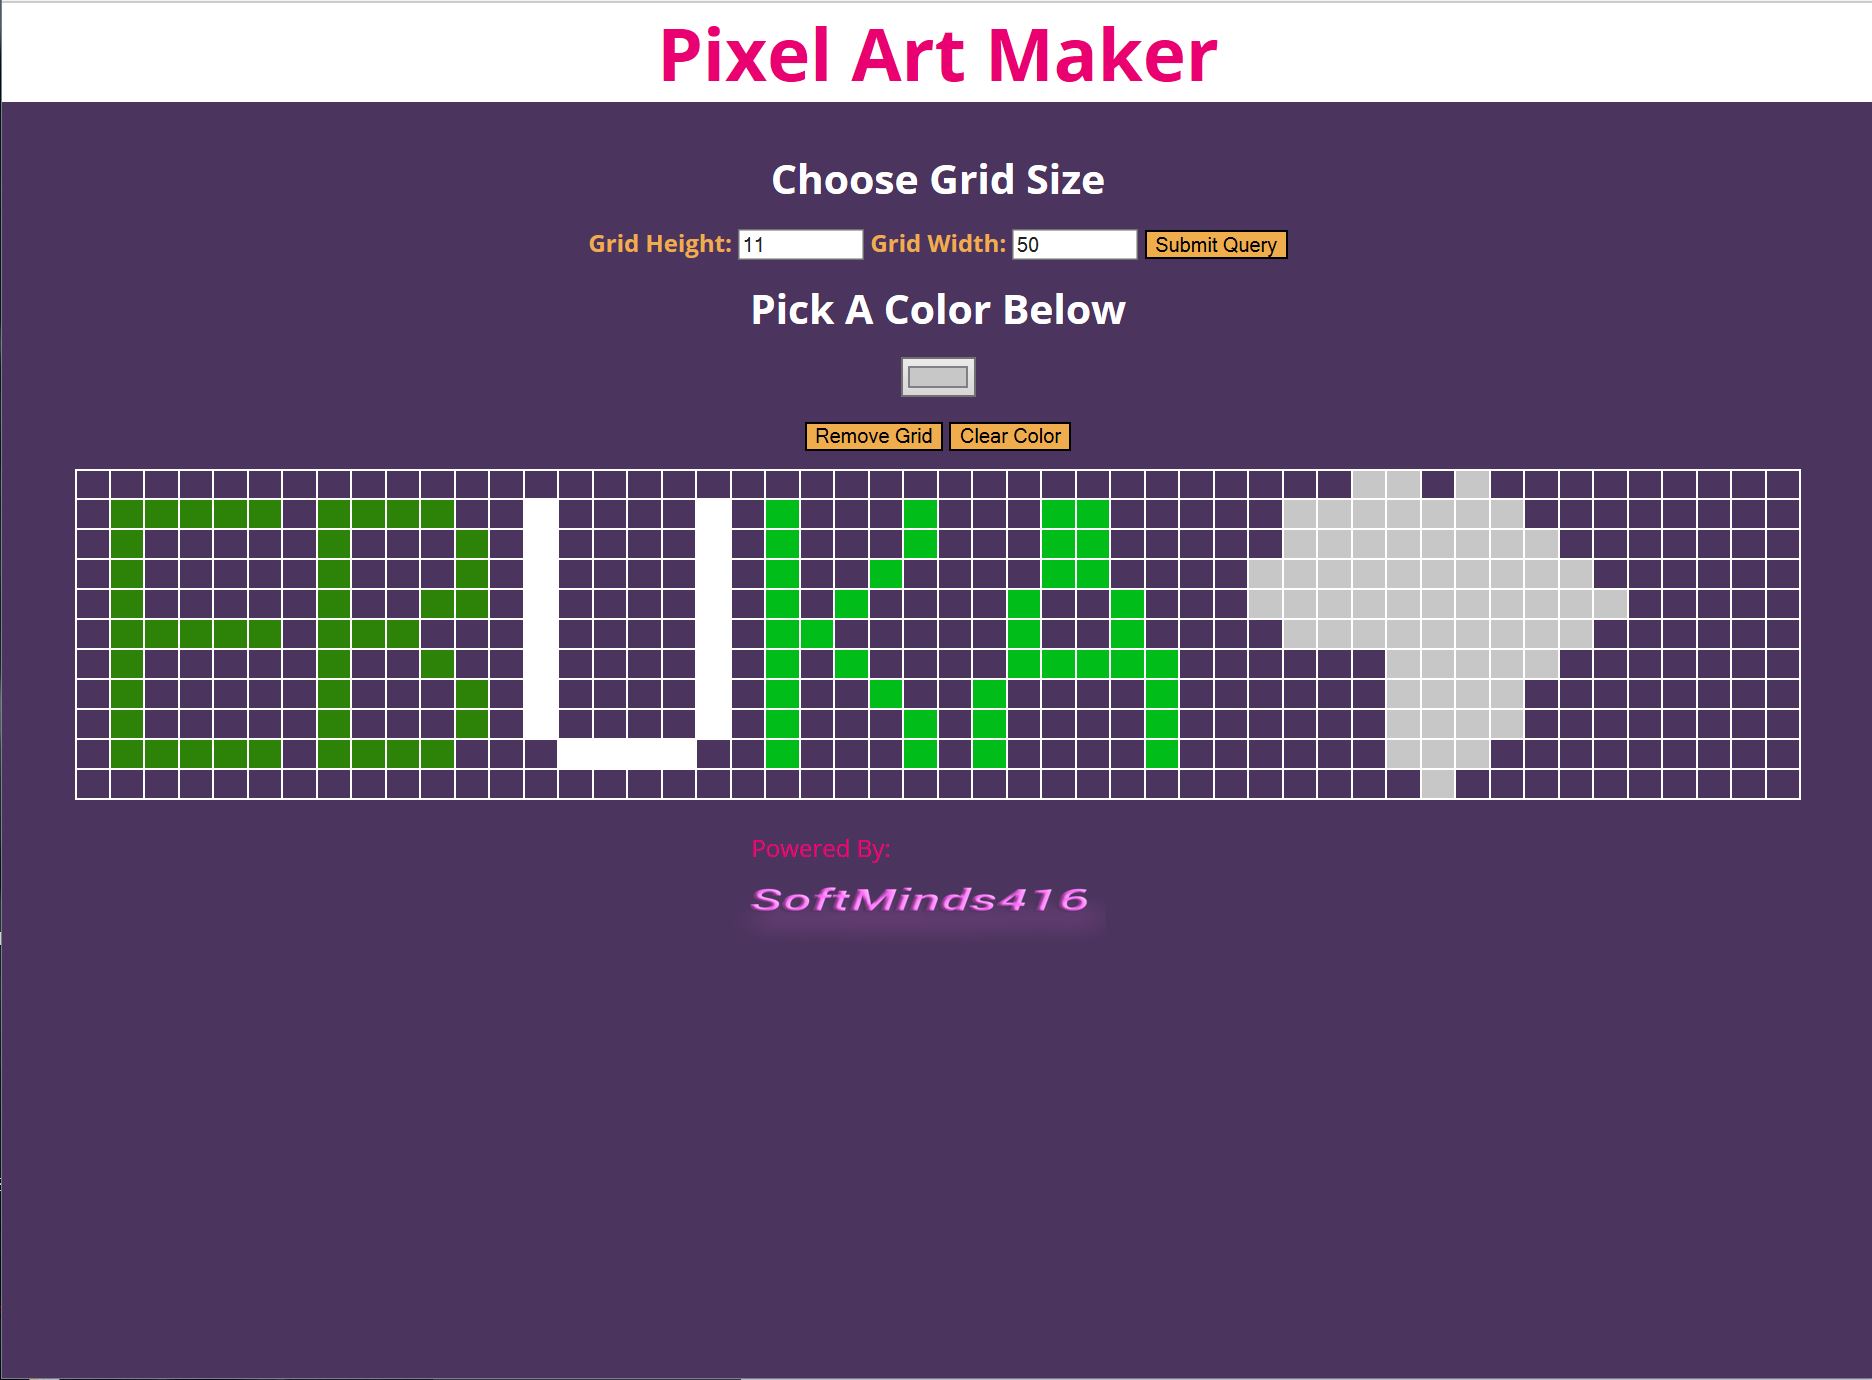 Pixel Art Maker
Choose Grid Size
Grid Height: 11 Grid Width: 50 Submit Query
Pick A Color Below
Remove Grid Clear Color
EBUKA
Powered By:
SoftMinds416